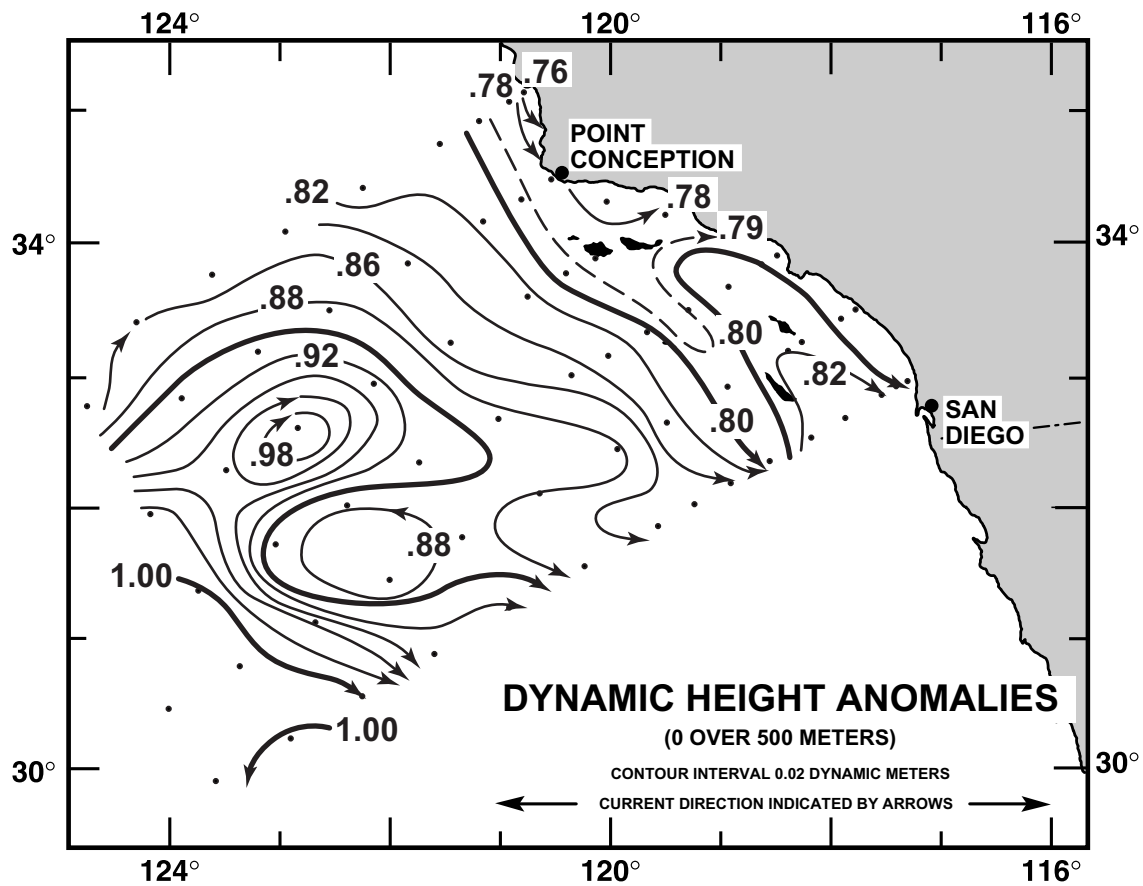 124° 120° 116°
.78 .76
POINT
CONCEPTION
.82 .78
34° .79 34°
.86
.88
.80
.92
.82
.80
SAN
DIEGO
.98
.88
1.00
DYNAMIC HEIGHT ANOMALIES
1.00 (0 OVER 500 METERS)
30° CONTOUR INTERVAL 0.02 DYNAMIC METERS 30°
CURRENT DIRECTION INDICATED BY ARROWS
124° 120° 116°